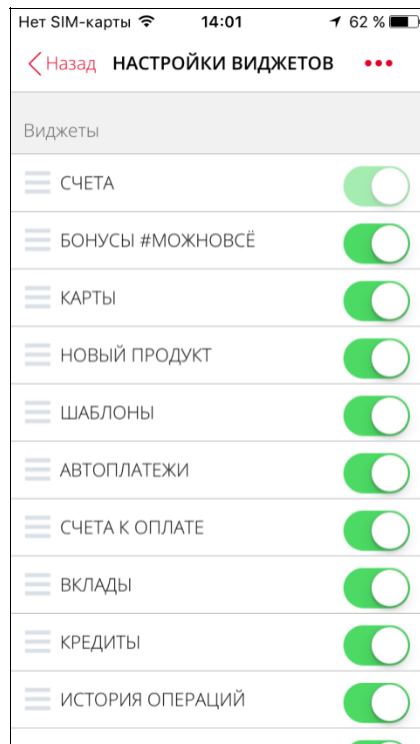 Нет SIM-карты 14:01 62 %
Назад НАСТРОЙКИ ВИДЖЕТОВ
Виджеты
СЧЕТА
БОНУСЫ #МОЖНОВСЁ
КАРТЫ
НОВЫЙ ПРОДУКТ
ШАБЛОНЫ
АВТОПЛАТЕЖИ
СЧЕТА К ОПЛАТЕ
ВКЛАДЫ
КРЕДИТЫ
ИСТОРИЯ ОПЕРАЦИЙ